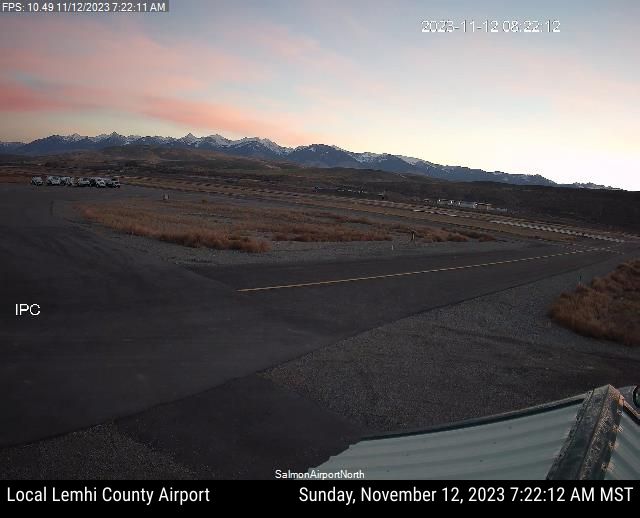 FPS: 10.49 11/12/2023 7:22:11 AM
2023-11-12 08:22:12
IPC
SalmonAirportNorth
Local Lemhi County Airport
Sunday, November 12, 2023 7:22:12 AM MST